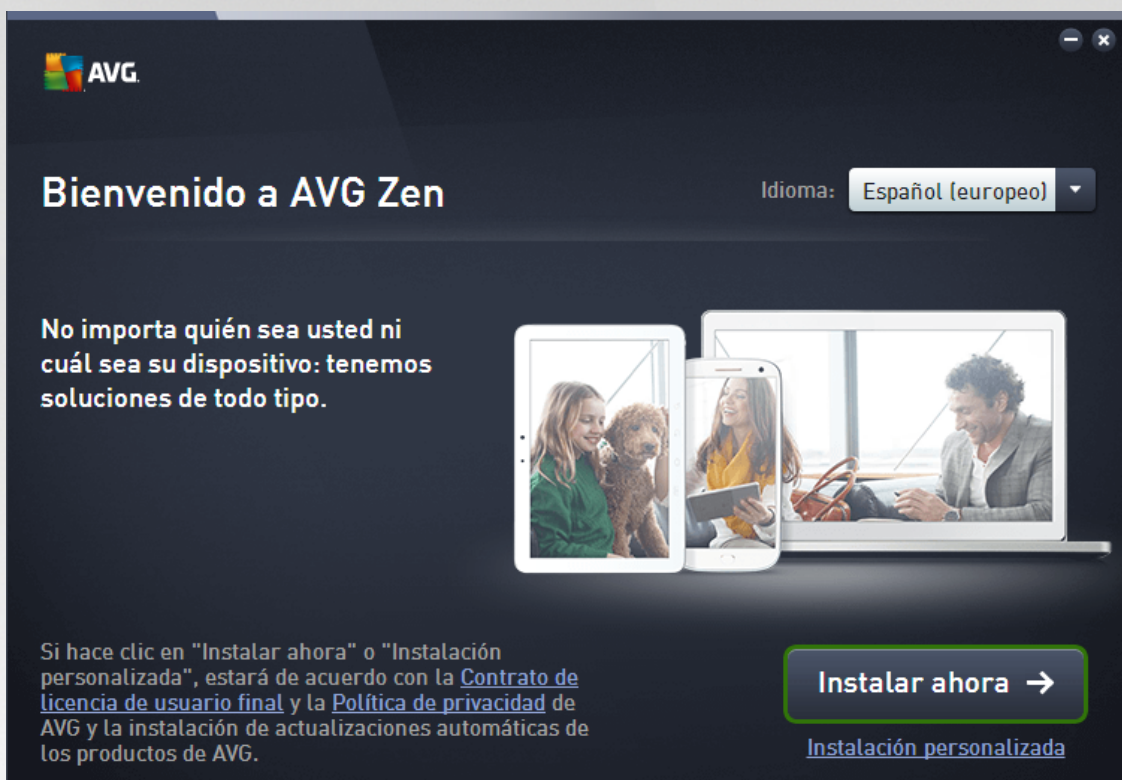 AVG.
Bienvenido a AVG Zen
Idioma:
Español (europeo)
No importa quién sea usted ni
cuál sea su dispositivo: tenemos
soluciones de todo tipo.
Si hace clic en "Instalar ahora" o "Instalación
personalizada", estará de acuerdo con la Contrato de
licencia de usuario final y la Política de privacidad de
AVG y la instalación de actualizaciones automáticas de
los productos de AVG.
Instalar ahora →
Instalación personalizada